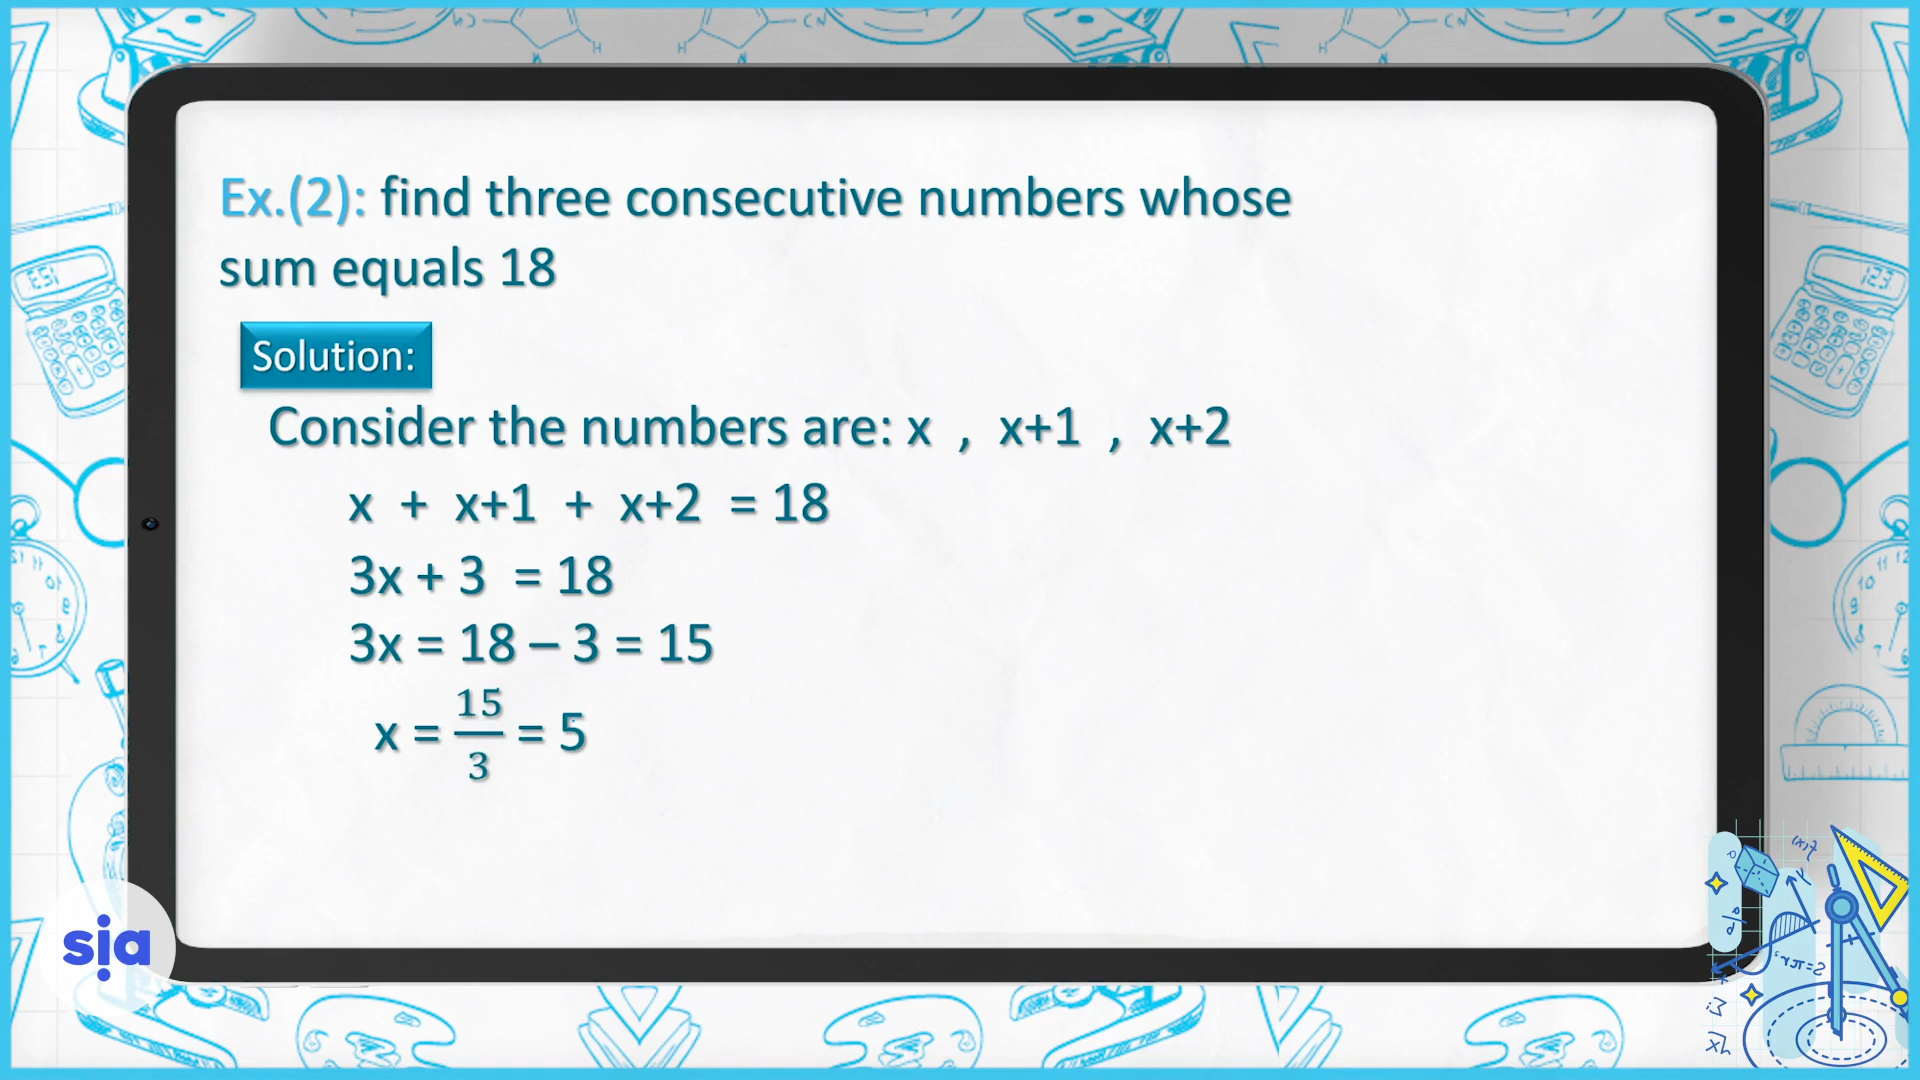 Ex.(2): find three consecutive numbers whose
sum equals 18
Solution:
Consider the numbers are: x , x+1 , x+2
x + x+1 + x+2 = 18
3x + 3 = 18
3x = 18 – 3 = 15
x = 15/3 = 5
sia